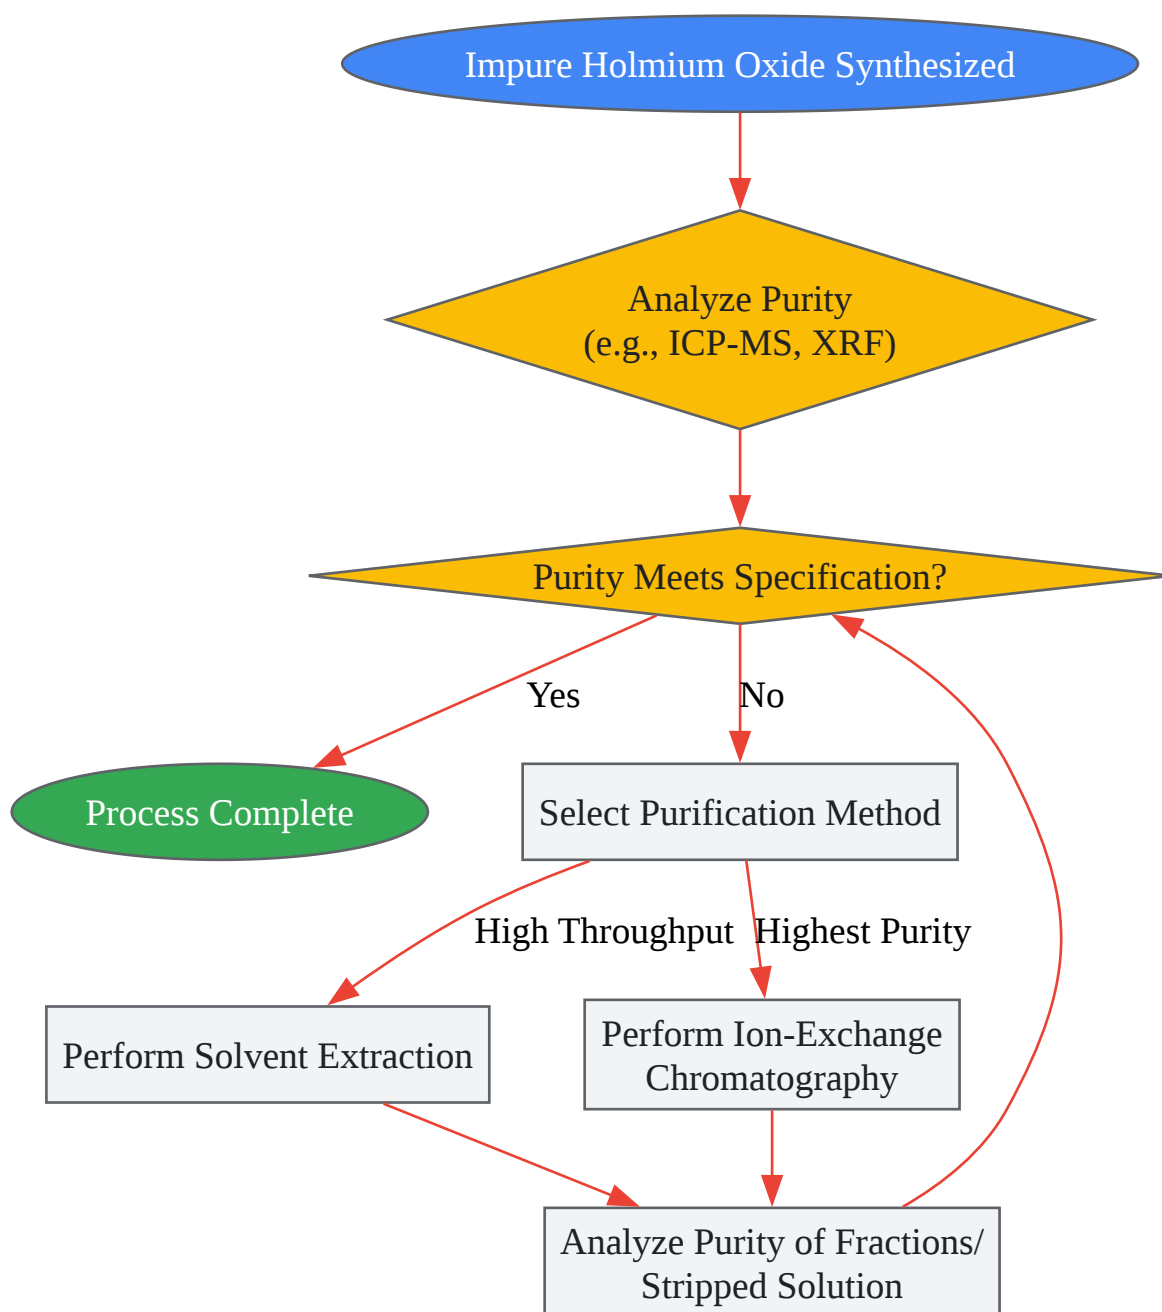 Impure Holmium Oxide Synthesized
Analyze Purity
(e.g., ICP-MS, XRF)
Purity Meets Specification?
Yes
No
Process Complete
Select Purification Method
High Throughput
Highest Purity
Perform Solvent Extraction
Perform Ion-Exchange
Chromatography
Analyze Purity of Fractions/
Stripped Solution